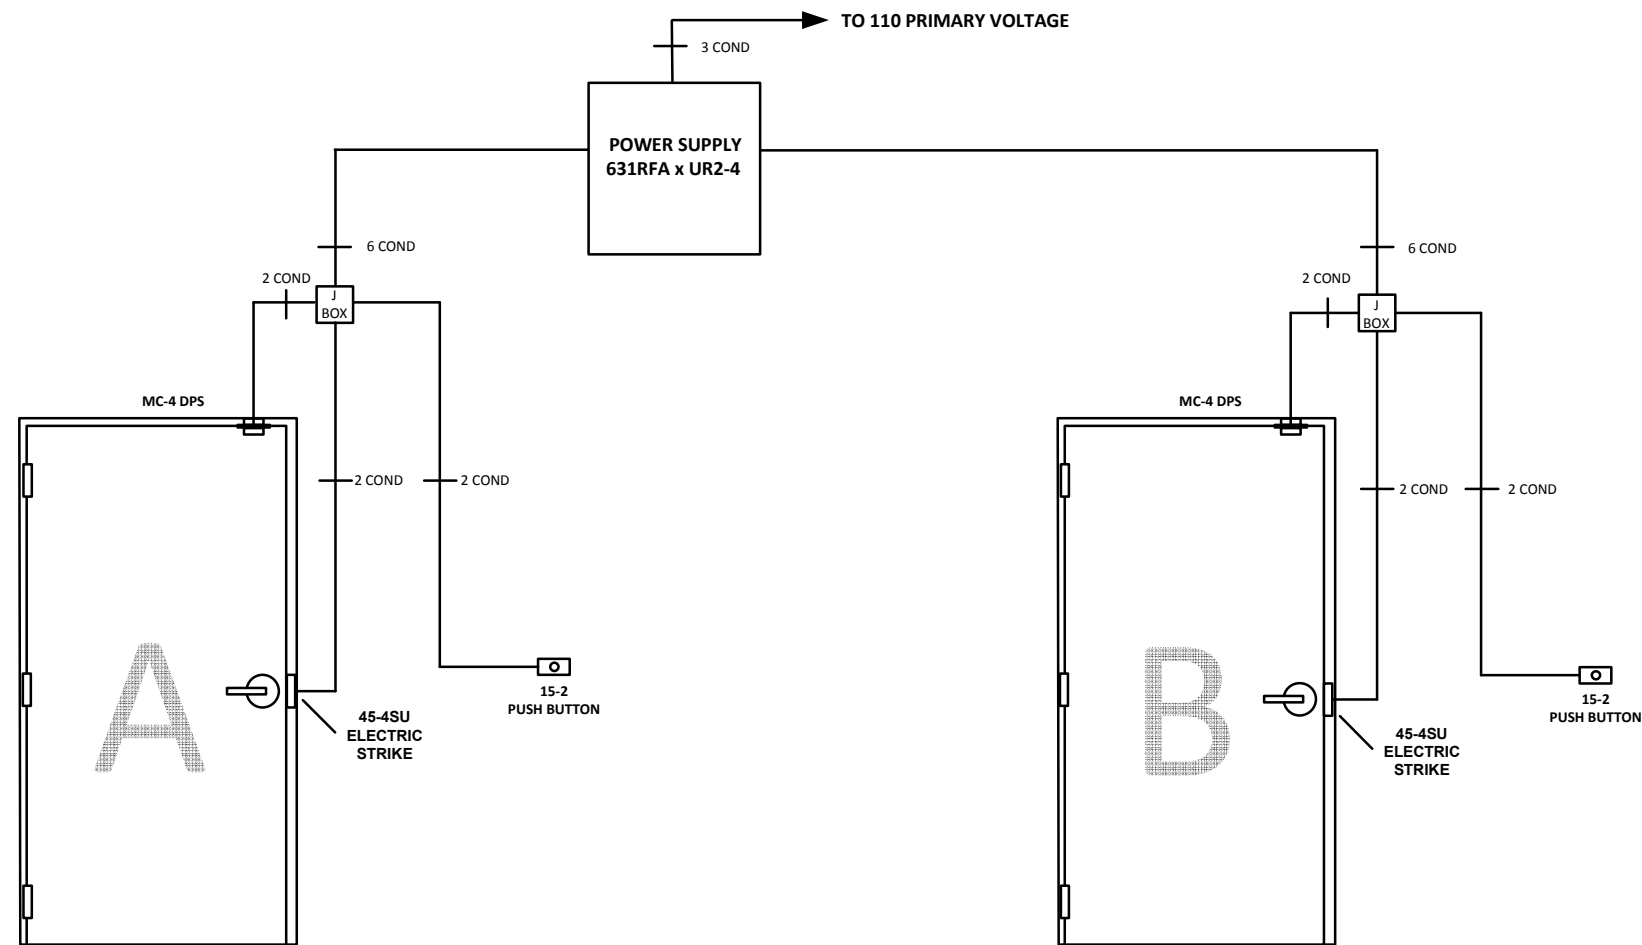 TO 110 PRIMARY VOLTAGE
3 COND
POWER SUPPLY
631RFA x UR2-4
6 COND
6 COND
2 COND
2 COND
J
BOX
J
BOX
MC-4 DPS
MC-4 DPS
2 COND
2 COND
2 COND
2 COND
A
B
15-2
PUSH BUTTON
15-2
PUSH BUTTON
45-4SU
ELECTRIC
STRIKE
45-4SU
ELECTRIC
STRIKE